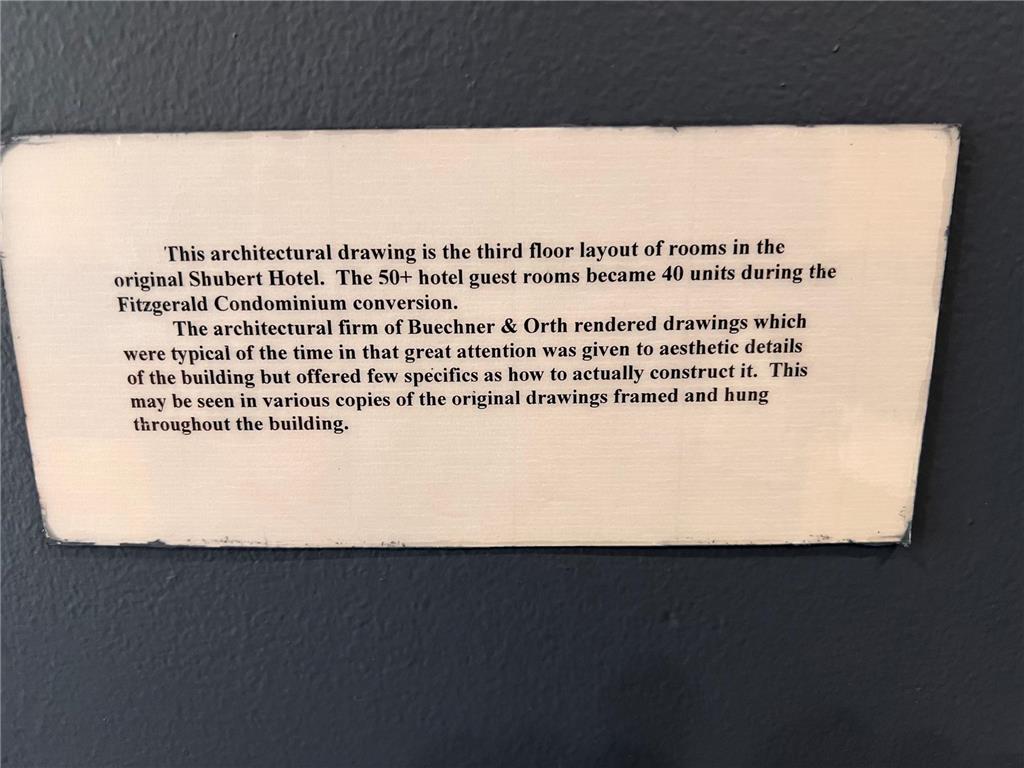 This architectural drawing is the third floor layout of rooms in the
original Shubert Hotel. The 50+ hotel guest rooms became 40 units during the
Fitzgerald Condominium conversion.
The architectural firm of Buechner & Orth rendered drawings which
were typical of the time in that great attention was given to aesthetic details
of the building but offered few specifics as how to actually construct it. This
may be seen in various copies of the original drawings framed and hung
throughout the building.